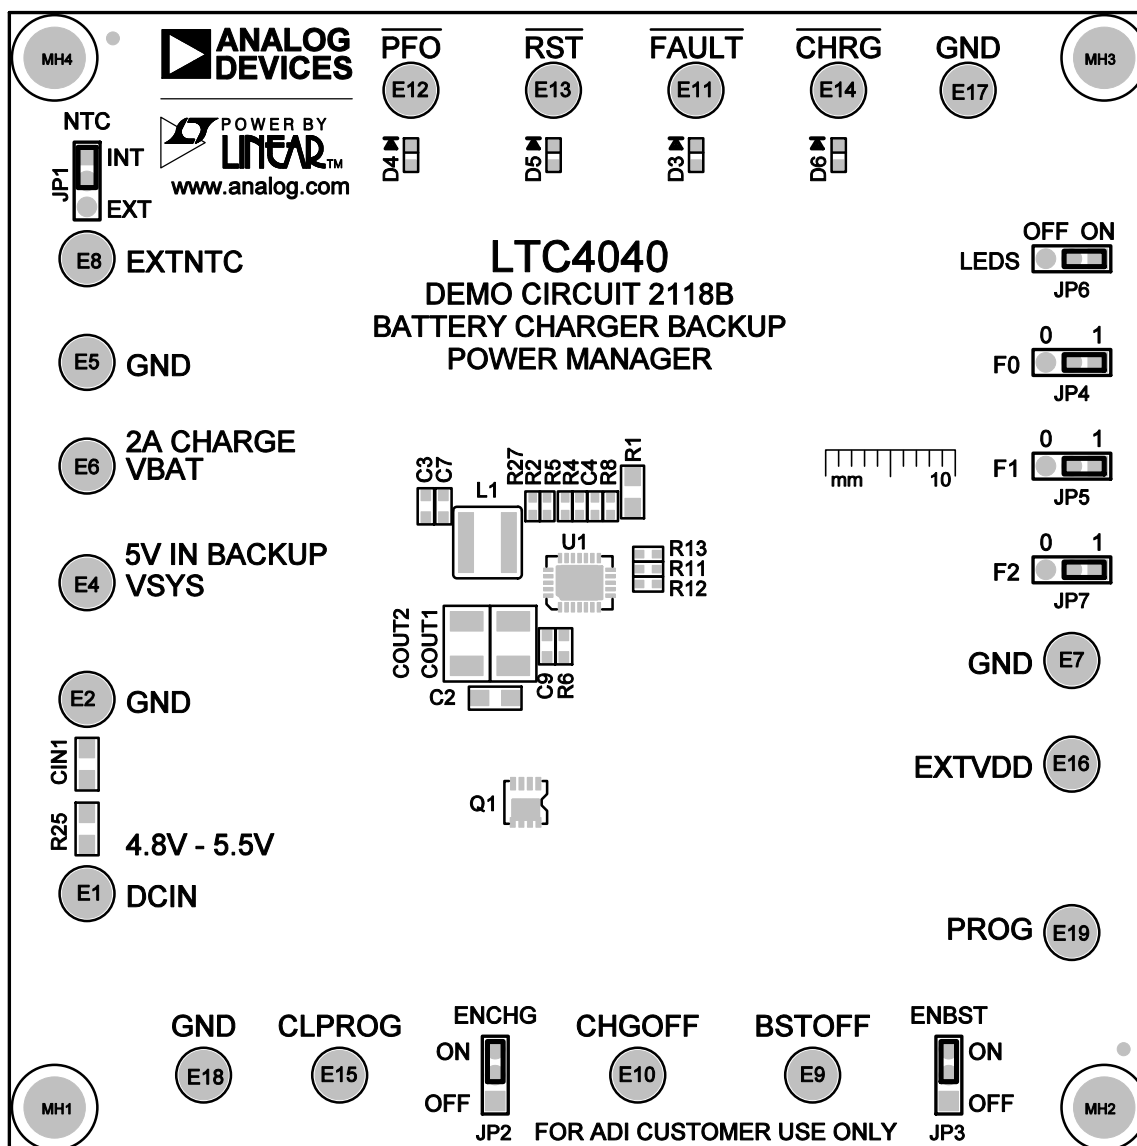 MH4
ANALOG
DEVICES
PFO
RST
FAULT
CHRG
GND
MH3
E12
E13
E11
E14
E17
NTC
POWER BY
LINEAR™
www.analog.com
INT
JP1
EXT
D4
D5
D3
D6
E8 EXTNTC
LTC4040
DEMO CIRCUIT 2118B
BATTERY CHARGER BACKUP
POWER MANAGER
OFF ON
LEDS
JP6
0 1
F0
JP4
E5 GND
2A CHARGE
E6 VBAT
0 1
F1
JP5
mm 10
C3
C7
L1
R27
R2
R5
R4
C4
R8
R1
U1
R13
R11
R12
5V IN BACKUP
E4 VSYS
0 1
F2
JP7
COUT2
COUT1
C9
R6
C2
GND E7
E2 GND
CIN1
EXTVDD E16
Q1
R25
4.8V - 5.5V
E1 DCIN
PROG E19
GND
CLPROG
ENCHG
CHGOFF
BSTOFF
ENBST
ON
ON
E18
E15
E10
E9
OFF
OFF
MH1
JP2
FOR ADI CUSTOMER USE ONLY
JP3
MH2